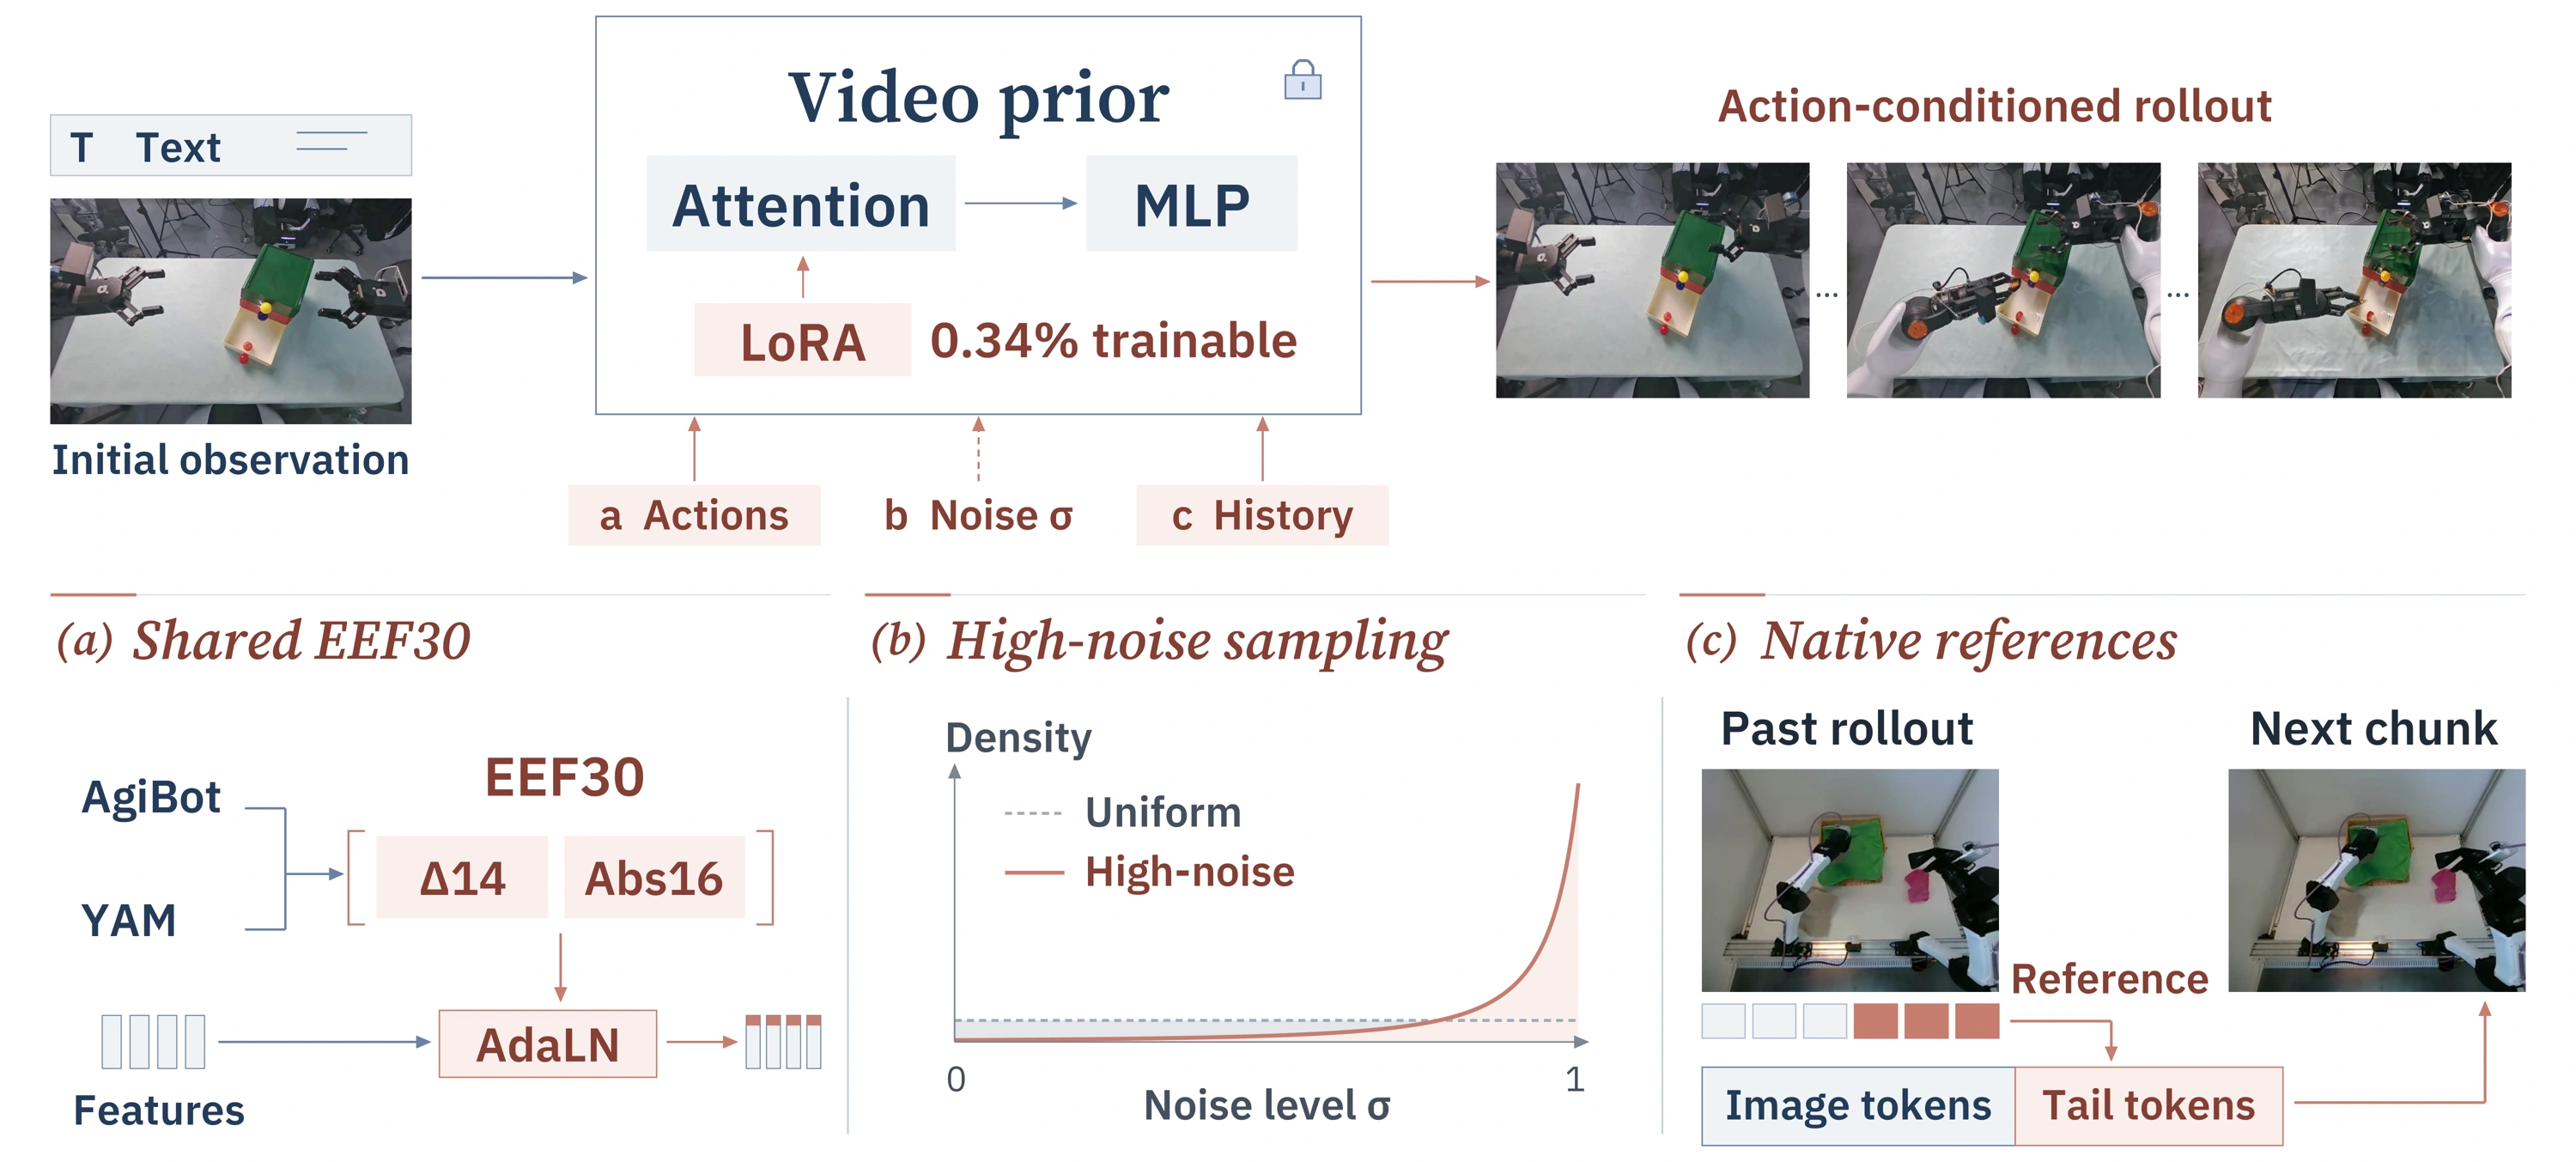 T Text
Initial observation
Video prior
Attention
MLP
LoRA
0.34% trainable
a Actions
b Noise σ
c History
Action-conditioned rollout
...
...
(a) Shared EEF30
AgiBot
YAM
EEF30
Δ14
Abs16
AdaLN
Features
(b) High-noise sampling
Density
Uniform
High-noise
0
1
Noise level σ
(c) Native references
Past rollout
Next chunk
Reference
Image tokens
Tail tokens